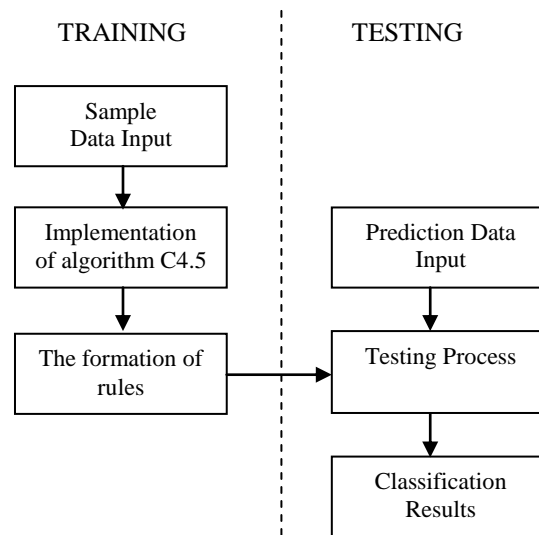 TRAINING
TESTING
Sample
Data Input
Implementation
of algorithm C4.5
The formation of
rules
Prediction Data
Input
Testing Process
Classification
Results